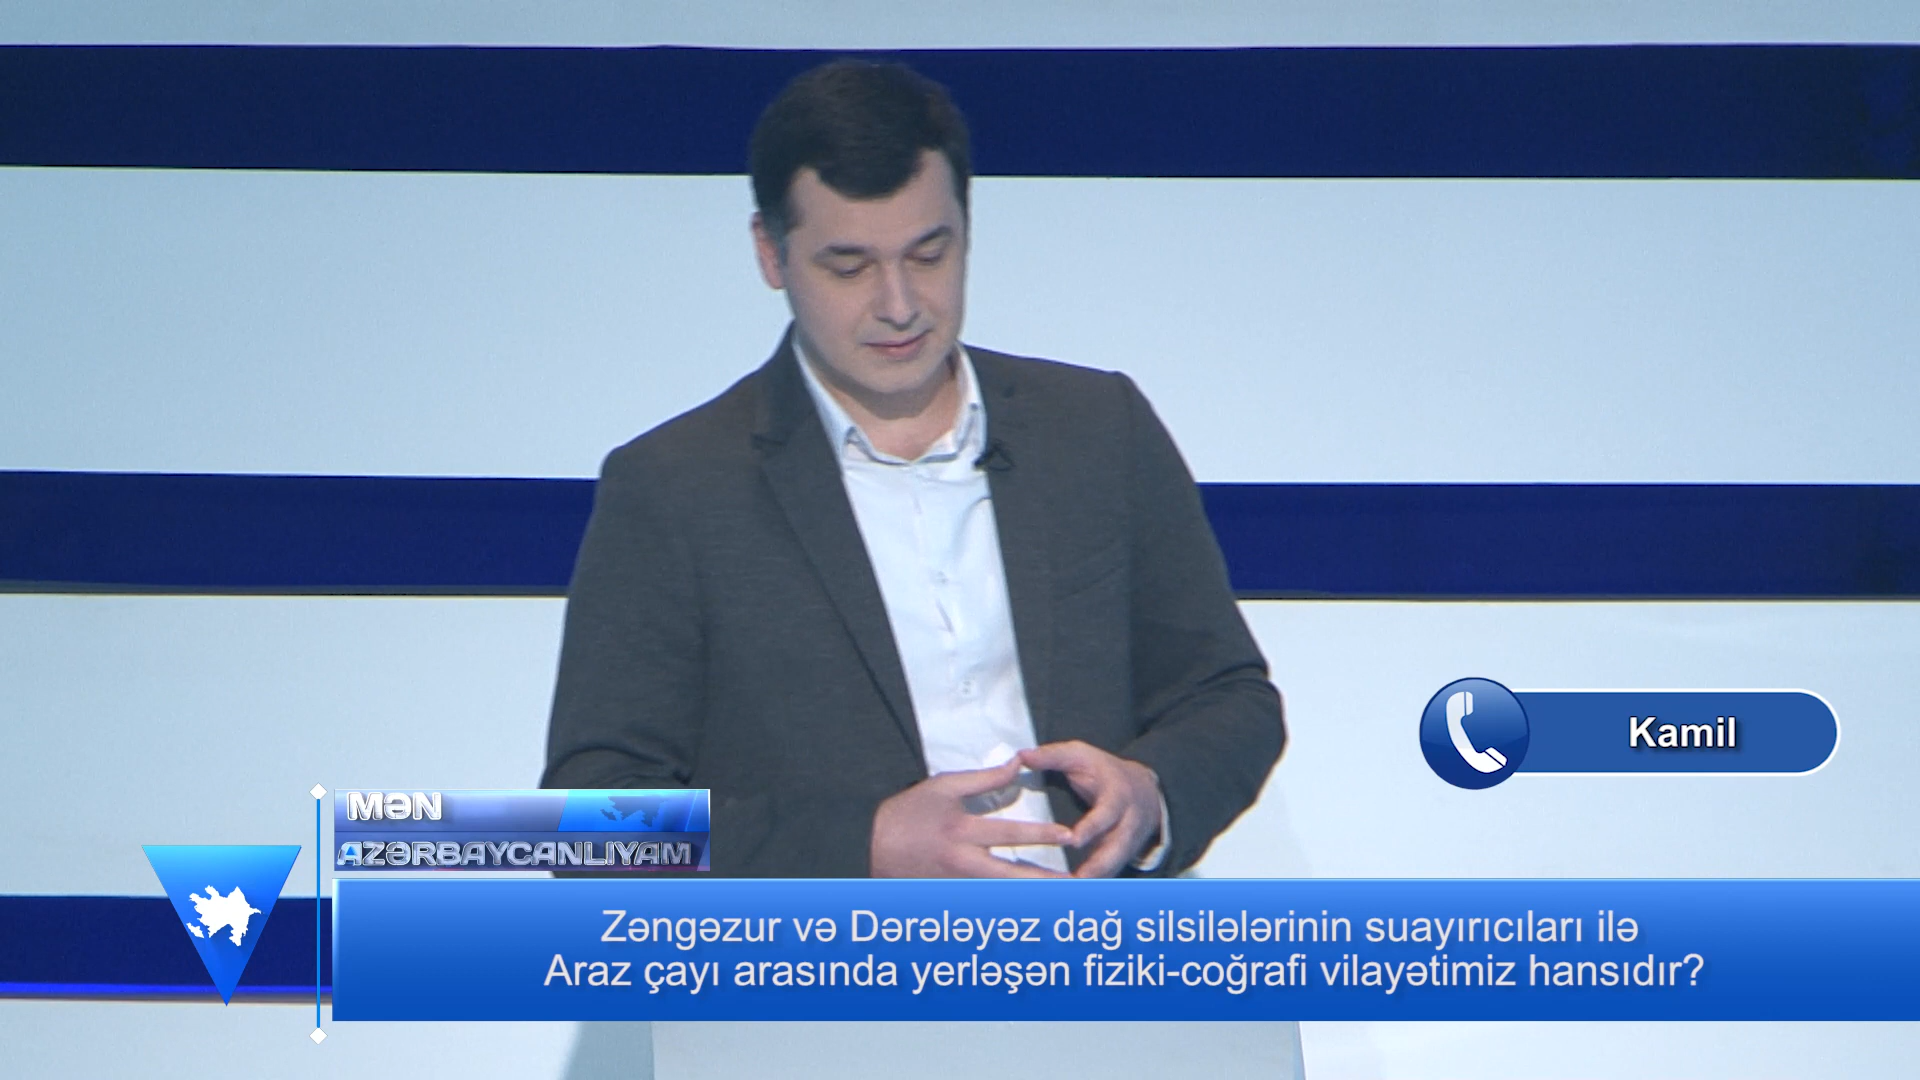 Kamil
MƏN
AZƏRBAYCANLIYAM
Zəngəzur və Dərələyəz dağ silsilələrinin suayırıcıları ilə
Araz çayı arasında yerləşən fiziki-coğrafi vilayətimiz hansıdır?